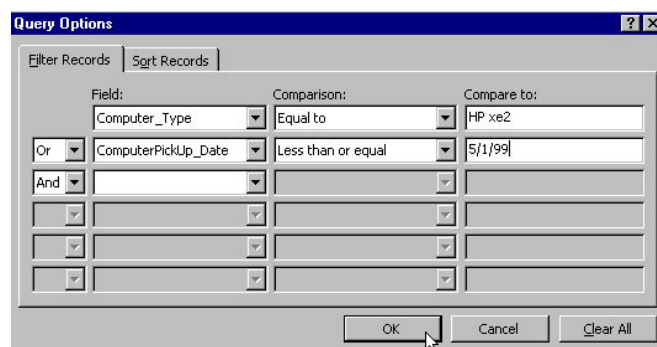 Query Options ? X
Filter Records Sort Records
Field: Comparison: Compare to:
Computer_Type Equal to HP xe2
Or ComputerPickUp_Date Less than or equal 5/1/99
And
OK Cancel Clear All